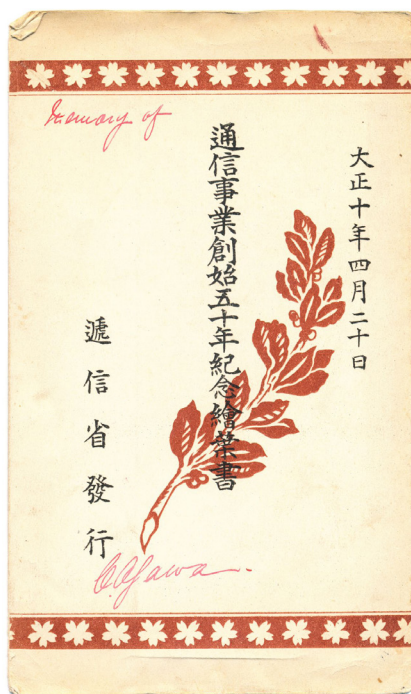 Memory of
大正十年四月二十日
通信事業創始五十年紀念繪葉書
遞信省發行
C. Ogawa.